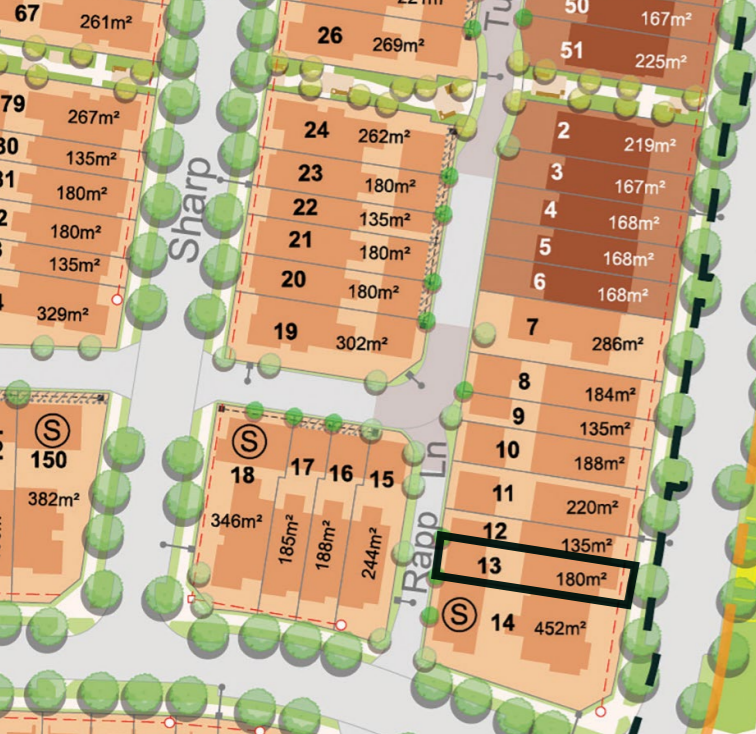 67
261m²
26
269m²
50
167m²
51
225m²
79
267m²
135m²
180m²
180m²
135m²
329m²
Sharp
24
262m²
23
180m²
22
135m²
21
180m²
20
180m²
19
302m²
2
219m²
3
167m²
4
168m²
5
168m²
6
168m²
7
286m²
8
184m²
9
135m²
10
188m²
11
220m²
12
135m²
13
180m²
S
14
452m²
Rapp Ln
S
150
382m²
S
18
346m²
17
185m²
16
188m²
15
244m²